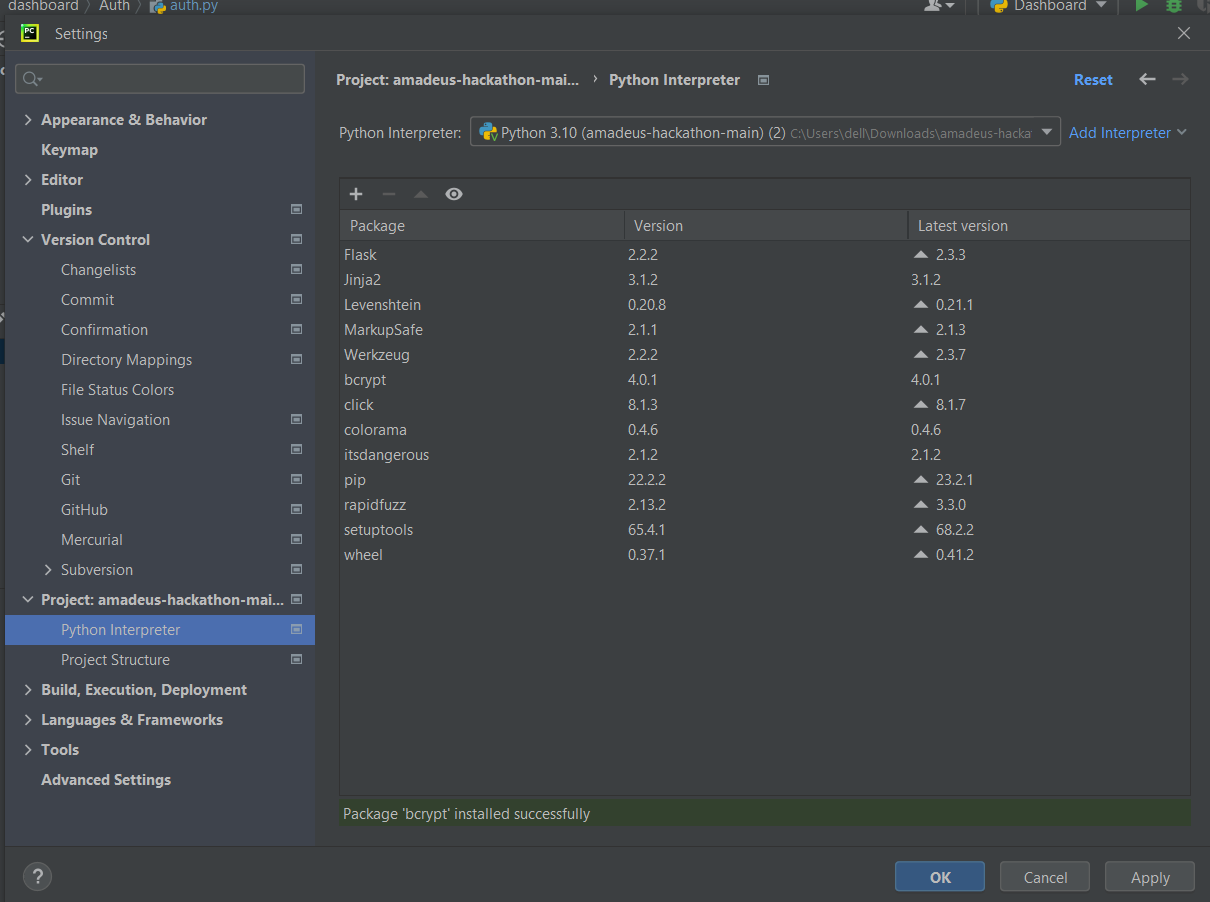 dashboard Auth auth.py Dashboard
PC Settings
Project: amadeus-hackathon-mai... › Python Interpreter Reset
Appearance & Behavior
Keymap
Editor
Plugins
Version Control
Changelists
Commit
Confirmation
Directory Mappings
File Status Colors
Issue Navigation
Shelf
Git
GitHub
Mercurial
Subversion
Project: amadeus-hackathon-mai...
Python Interpreter
Project Structure
Build, Execution, Deployment
Languages & Frameworks
Tools
Advanced Settings
Python Interpreter: Python 3.10 (amadeus-hackathon-main) (2) C:\Users\dell\Downloads\amadeus-hacka Add Interpreter
Package Version Latest version
Flask 2.2.2 2.3.3
Jinja2 3.1.2 3.1.2
Levenshtein 0.20.8 0.21.1
MarkupSafe 2.1.1 2.1.3
Werkzeug 2.2.2 2.3.7
bcrypt 4.0.1 4.0.1
click 8.1.3 8.1.7
colorama 0.4.6 0.4.6
itsdangerous 2.1.2 2.1.2
pip 22.2.2 23.2.1
rapidfuzz 2.13.2 3.3.0
setuptools 65.4.1 68.2.2
wheel 0.37.1 0.41.2
Package 'bcrypt' installed successfully
? OK Cancel Apply